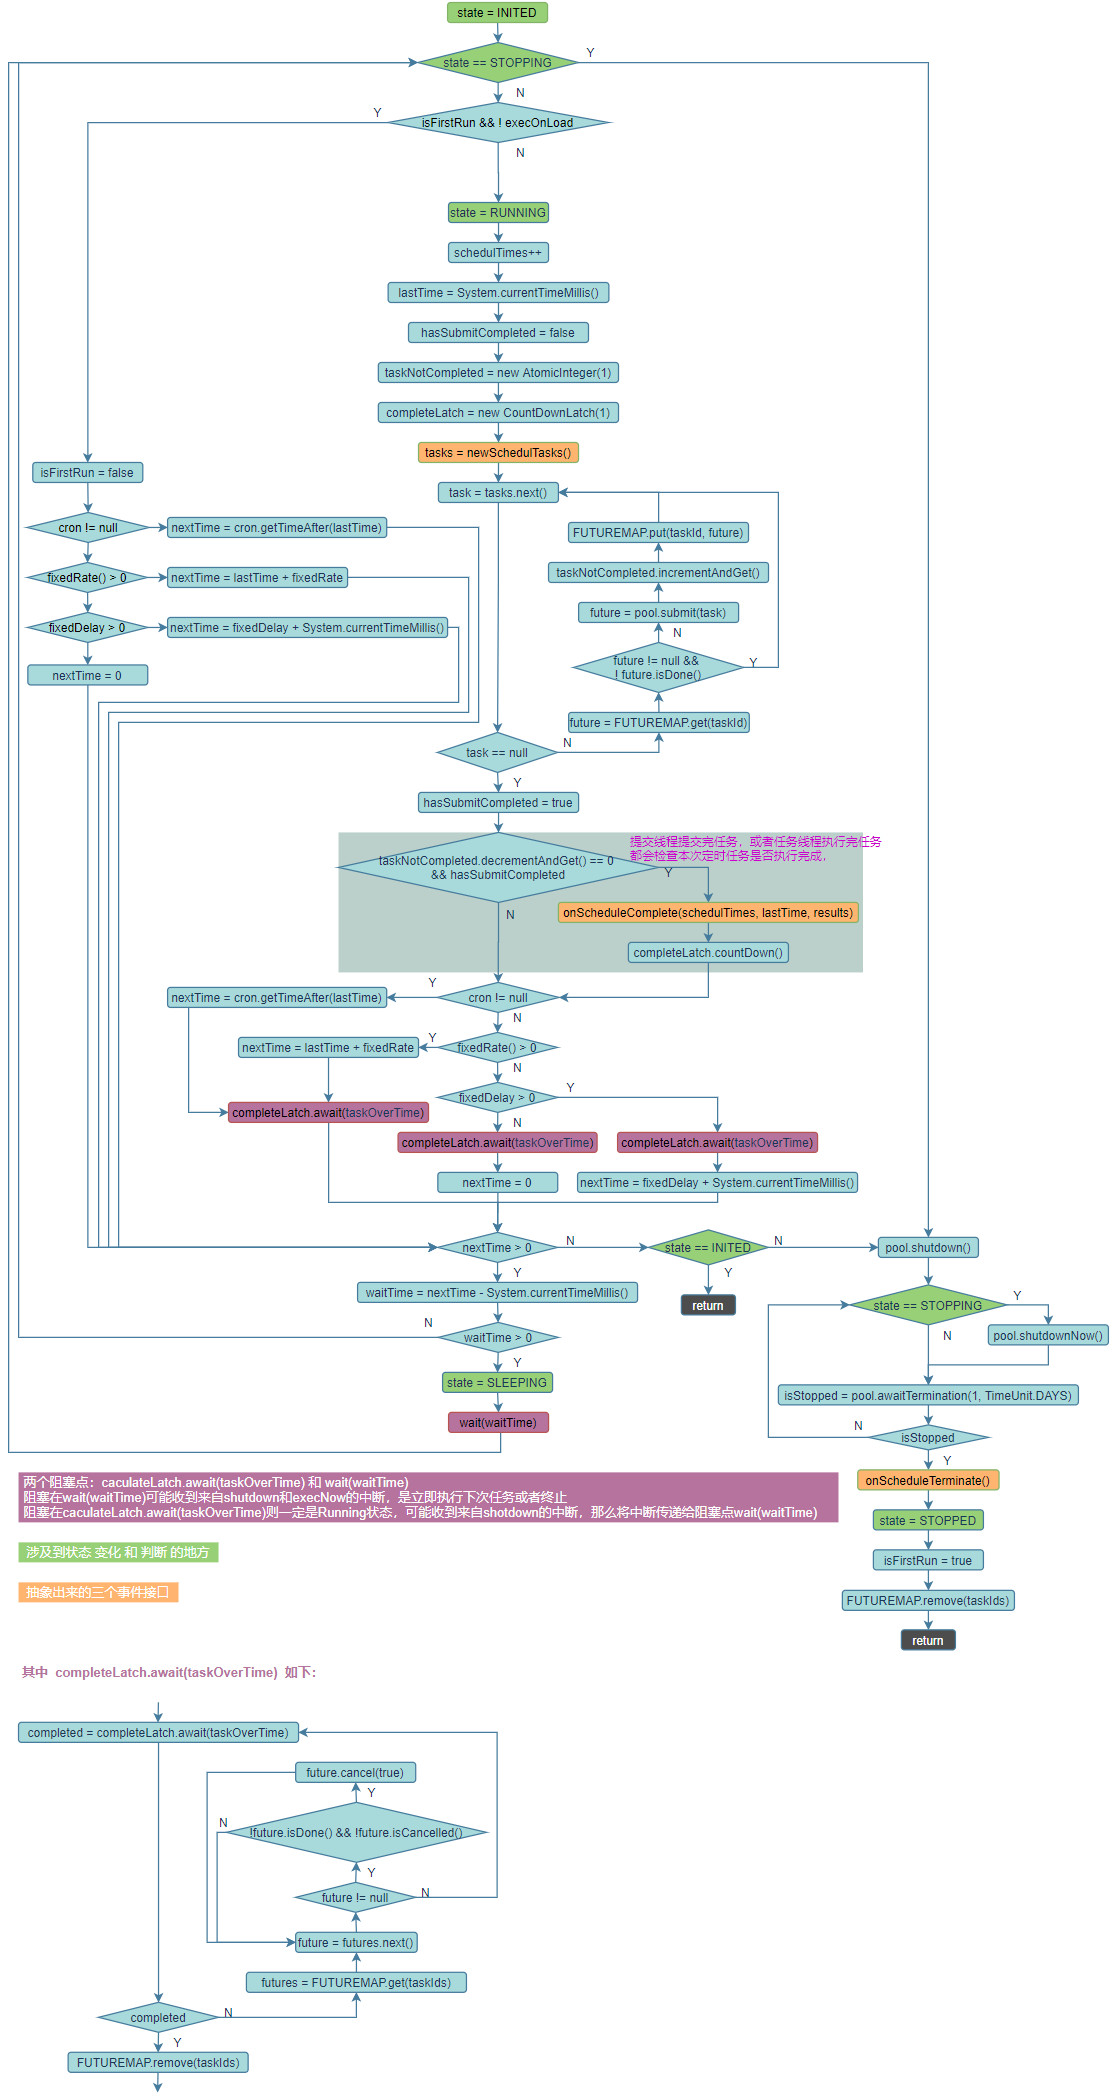 state = INITED
state == STOPPING
Y
N
isFirstRun && ! execOnLoad
Y
N
state = RUNNING
schedulTimes++
lastTime = System.currentTimeMillis()
hasSubmitCompleted = false
taskNotCompleted = new AtomicInteger(1)
completeLatch = new CountDownLatch(1)
tasks = newSchedulTasks()
isFirstRun = false
task = tasks.next()
cron != null
nextTime = cron.getTimeAfter(lastTime)
FUTUREMAP.put(taskId, future)
fixedRate() > 0
nextTime = lastTime + fixedRate
taskNotCompleted.incrementAndGet()
fixedDelay > 0
nextTime = fixedDelay + System.currentTimeMillis()
future = pool.submit(task)
N
nextTime = 0
future != null &&
! future.isDone()
Y
future = FUTUREMAP.get(taskId)
task == null
N
Y
hasSubmitCompleted = true
提交线程提交完任务，或者任务线程执行完任务
都会检查本次定时任务是否执行完成，
taskNotCompleted.decrementAndGet() == 0
&& hasSubmitCompleted
Y
N
onScheduleComplete(schedulTimes, lastTime, results)
completeLatch.countDown()
nextTime = cron.getTimeAfter(lastTime)
Y
cron != null
N
nextTime = lastTime + fixedRate
Y
fixedRate() > 0
N
fixedDelay > 0
Y
N
completeLatch.await(taskOverTime)
completeLatch.await(taskOverTime)
completeLatch.await(taskOverTime)
nextTime = 0
nextTime = fixedDelay + System.currentTimeMillis()
nextTime > 0
N
state == INITED
N
pool.shutdown()
Y
Y
waitTime = nextTime - System.currentTimeMillis()
return
state == STOPPING
Y
N
waitTime > 0
N
pool.shutdownNow()
Y
state = SLEEPING
isStopped = pool.awaitTermination(1, TimeUnit.DAYS)
wait(waitTime)
N
isStopped
Y
两个阻塞点：caculateLatch.await(taskOverTime) 和 wait(waitTime)
阻塞在wait(waitTime)可能收到来自shutdown和execNow的中断，是立即执行下次任务或者终止
阻塞在caculateLatch.await(taskOverTime)则一定是Running状态，可能收到来自shotdown的中断，那么将中断传递给阻塞点wait(waitTime)
onScheduleTerminate()
state = STOPPED
涉及到状态 变化 和 判断 的地方
isFirstRun = true
抽象出来的三个事件接口
FUTUREMAP.remove(taskIds)
return
其中 completeLatch.await(taskOverTime) 如下：
completed = completeLatch.await(taskOverTime)
future.cancel(true)
Y
N
!future.isDone() && !future.isCancelled()
Y
future != null
N
future = futures.next()
futures = FUTUREMAP.get(taskIds)
completed
N
Y
FUTUREMAP.remove(taskIds)